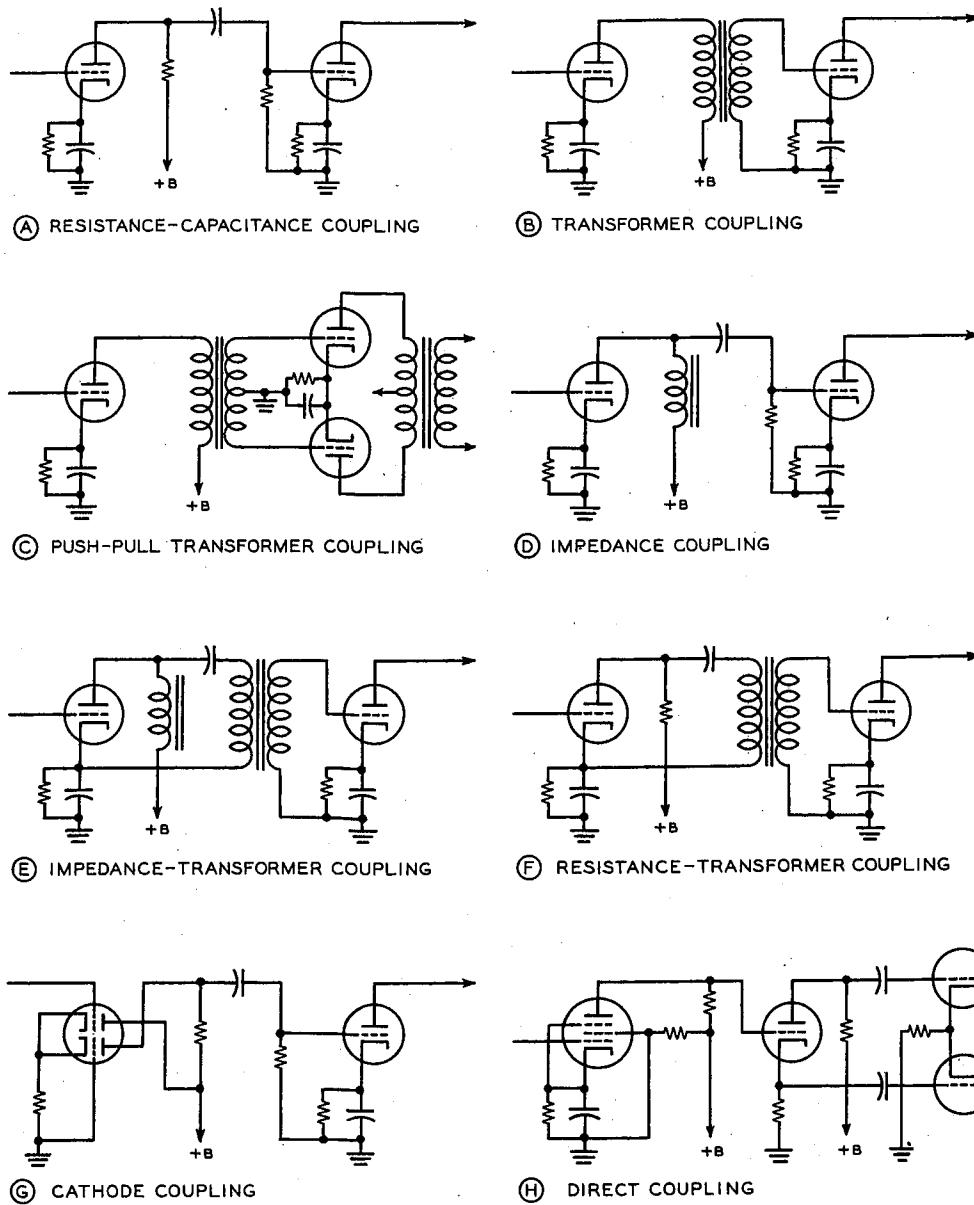 +B
Ⓐ RESISTANCE-CAPACITANCE COUPLING
+B
Ⓑ TRANSFORMER COUPLING
+B
Ⓒ PUSH-PULL TRANSFORMER COUPLING
+B
Ⓓ IMPEDANCE COUPLING
+B
Ⓔ IMPEDANCE-TRANSFORMER COUPLING
+B
Ⓕ RESISTANCE-TRANSFORMER COUPLING
+B
Ⓖ CATHODE COUPLING
+B
+B
Ⓗ DIRECT COUPLING